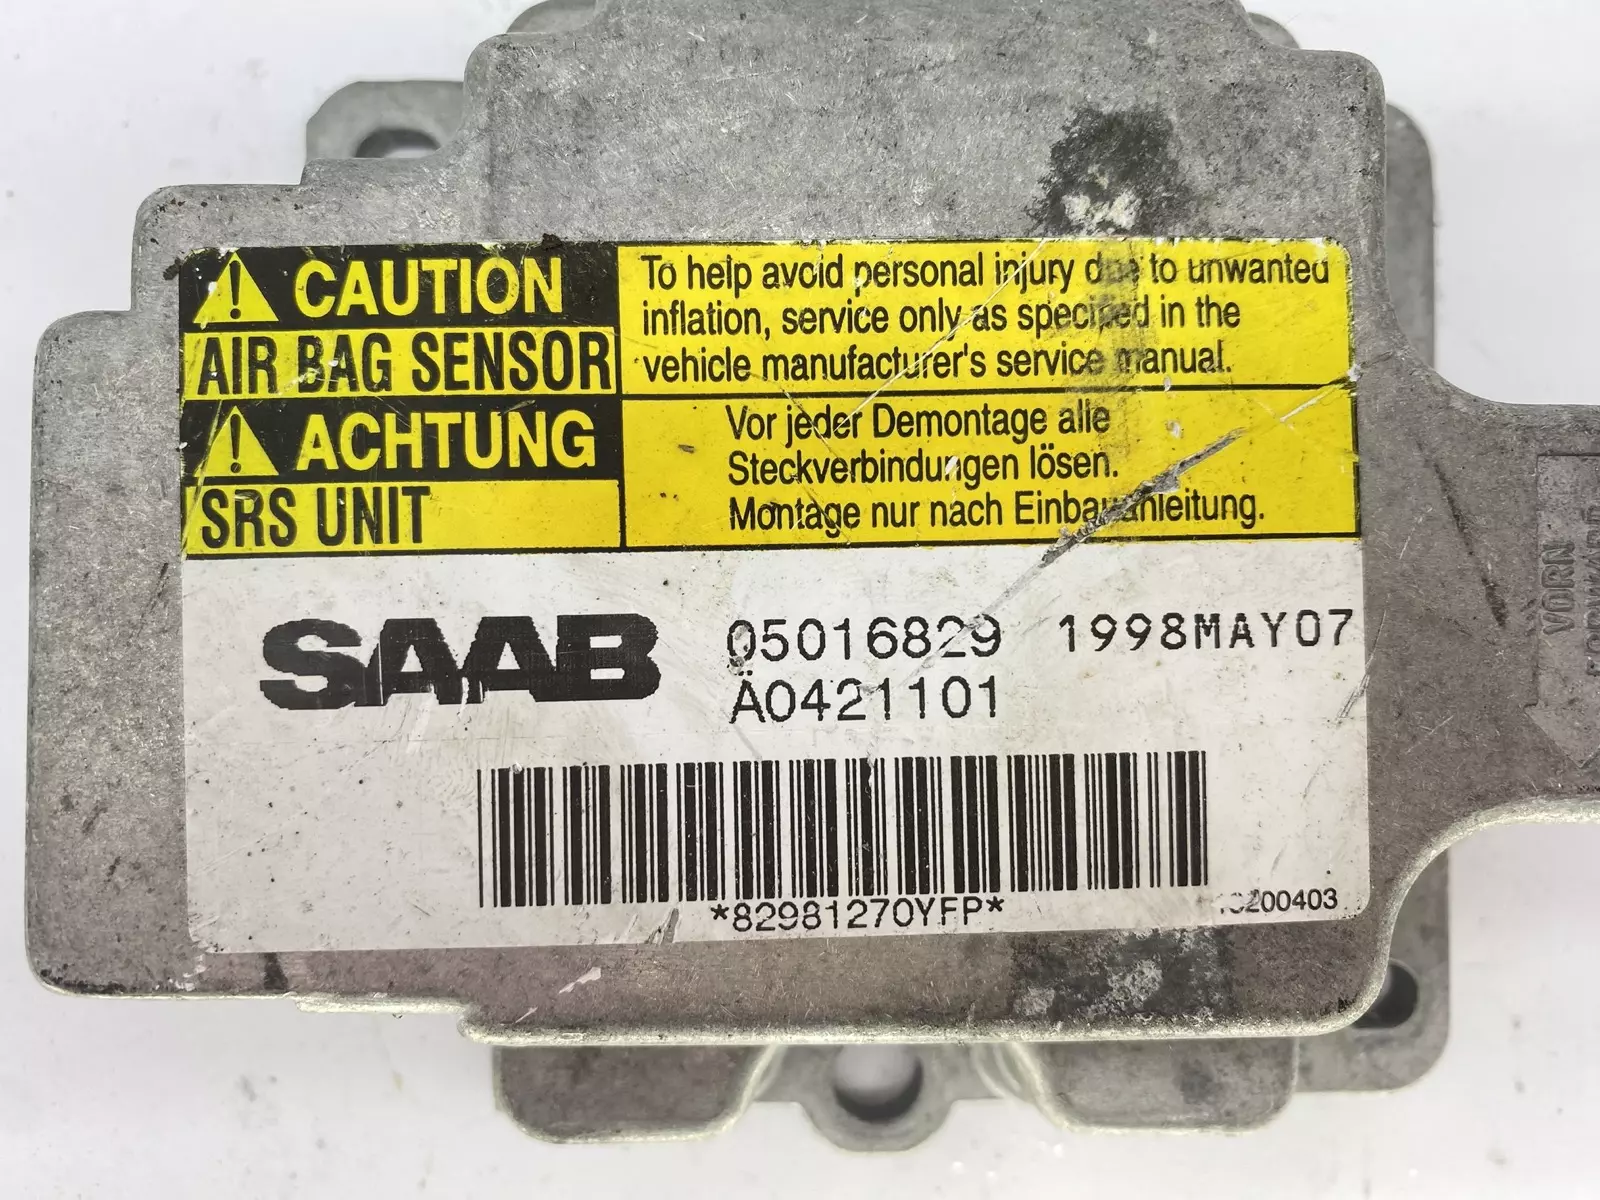 CAUTION
AIR BAG SENSOR
To help avoid personal injury due to unwanted
inflation, service only as specified in the
vehicle manufacturer's service manual.
ACHTUNG
SRS UNIT
Vor jeder Demontage alle
Steckverbindungen lösen.
Montage nur nach Einbauanleitung.
SAAB
05016829 1998MAY07
Ä0421101
*82981270YFP*
VORN